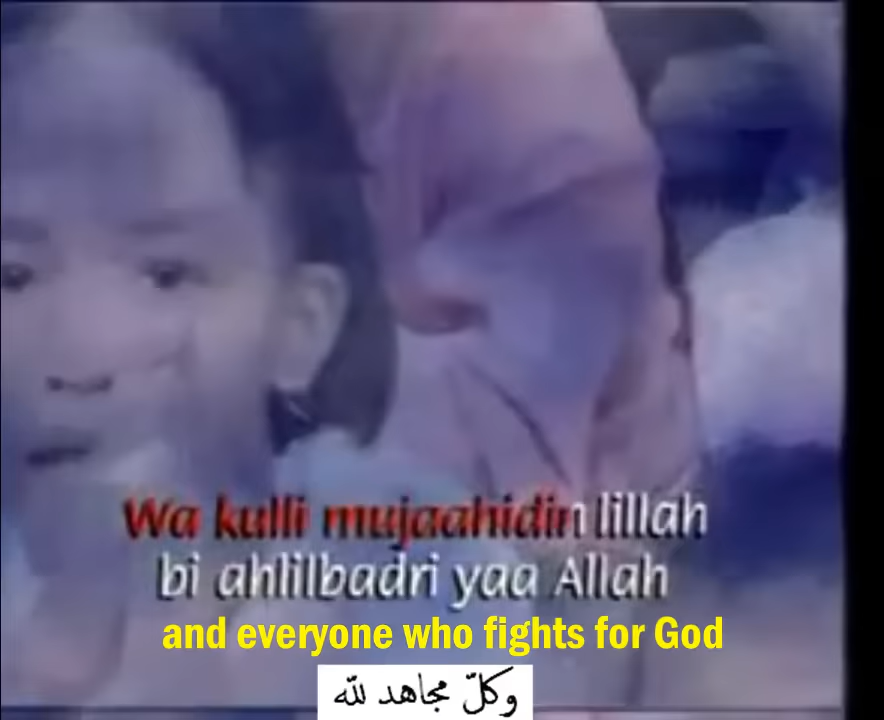 Wa kulli mujaahidin lillah
bi ahlilbadri yaa Allah
and everyone who fights for God
وكلّ مجاهد لله